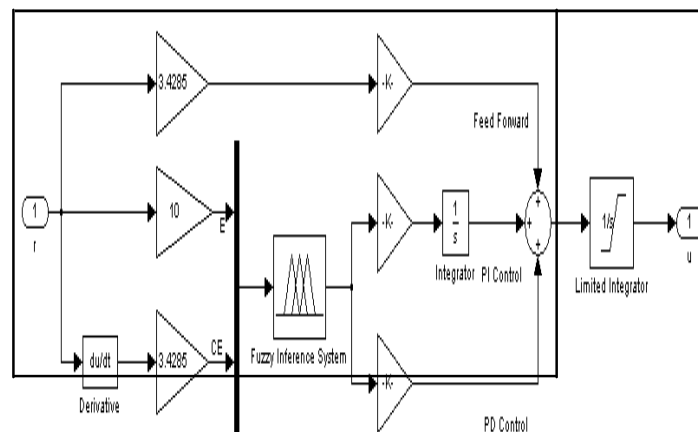 3.4285
-K-
Feed Forward
1
r
10
E
-K-
1
s
Integrator
PI Control
+
+
+
1/s
Limited Integrator
1
u
Fuzzy Inference System
du/dt
Derivative
3.4285
CE
-K-
PD Control